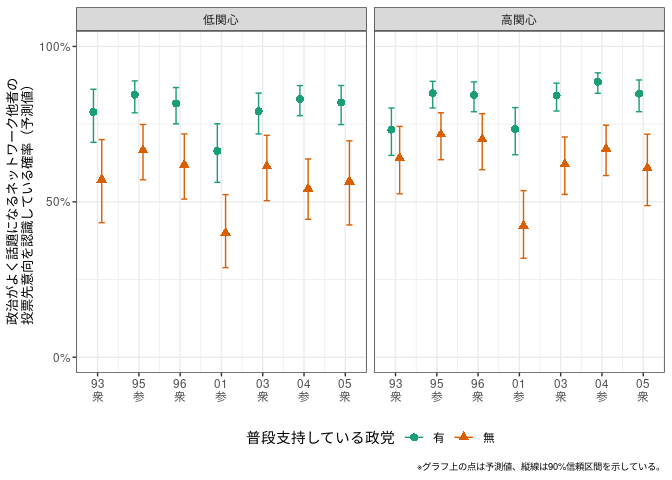 低関心
高関心
政治がよく話題になるネットワーク他者の
投票先意向を認識している確率（予測値）
100%
50%
0%
93 95 96 01 03 04 05
衆 参 衆 参 衆 参 衆
93 95 96 01 03 04 05
衆 参 衆 参 衆 参 衆
普段支持している政党 有 無
※グラフ上の点は予測値、縦線は90%信頼区間を示している。